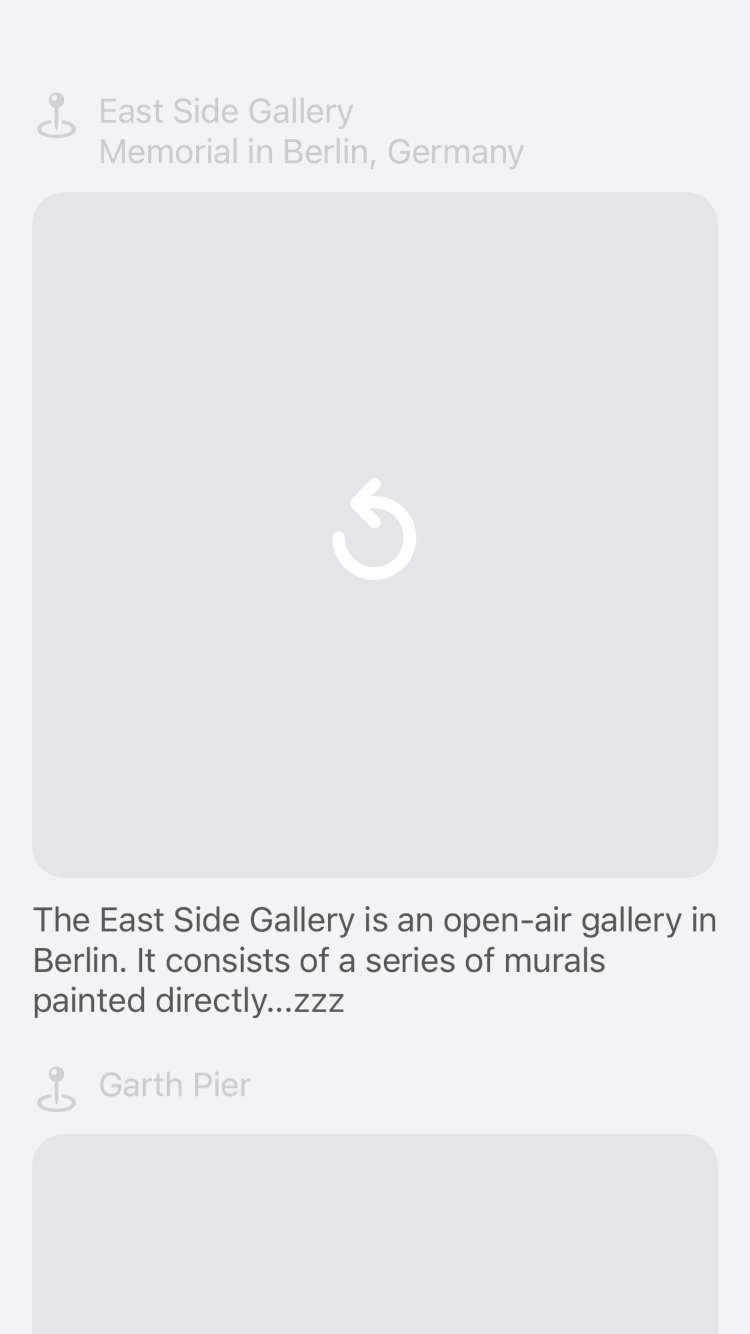 East Side Gallery
Memorial in Berlin, Germany
The East Side Gallery is an open-air gallery in
Berlin. It consists of a series of murals
painted directly...zzz
Garth Pier